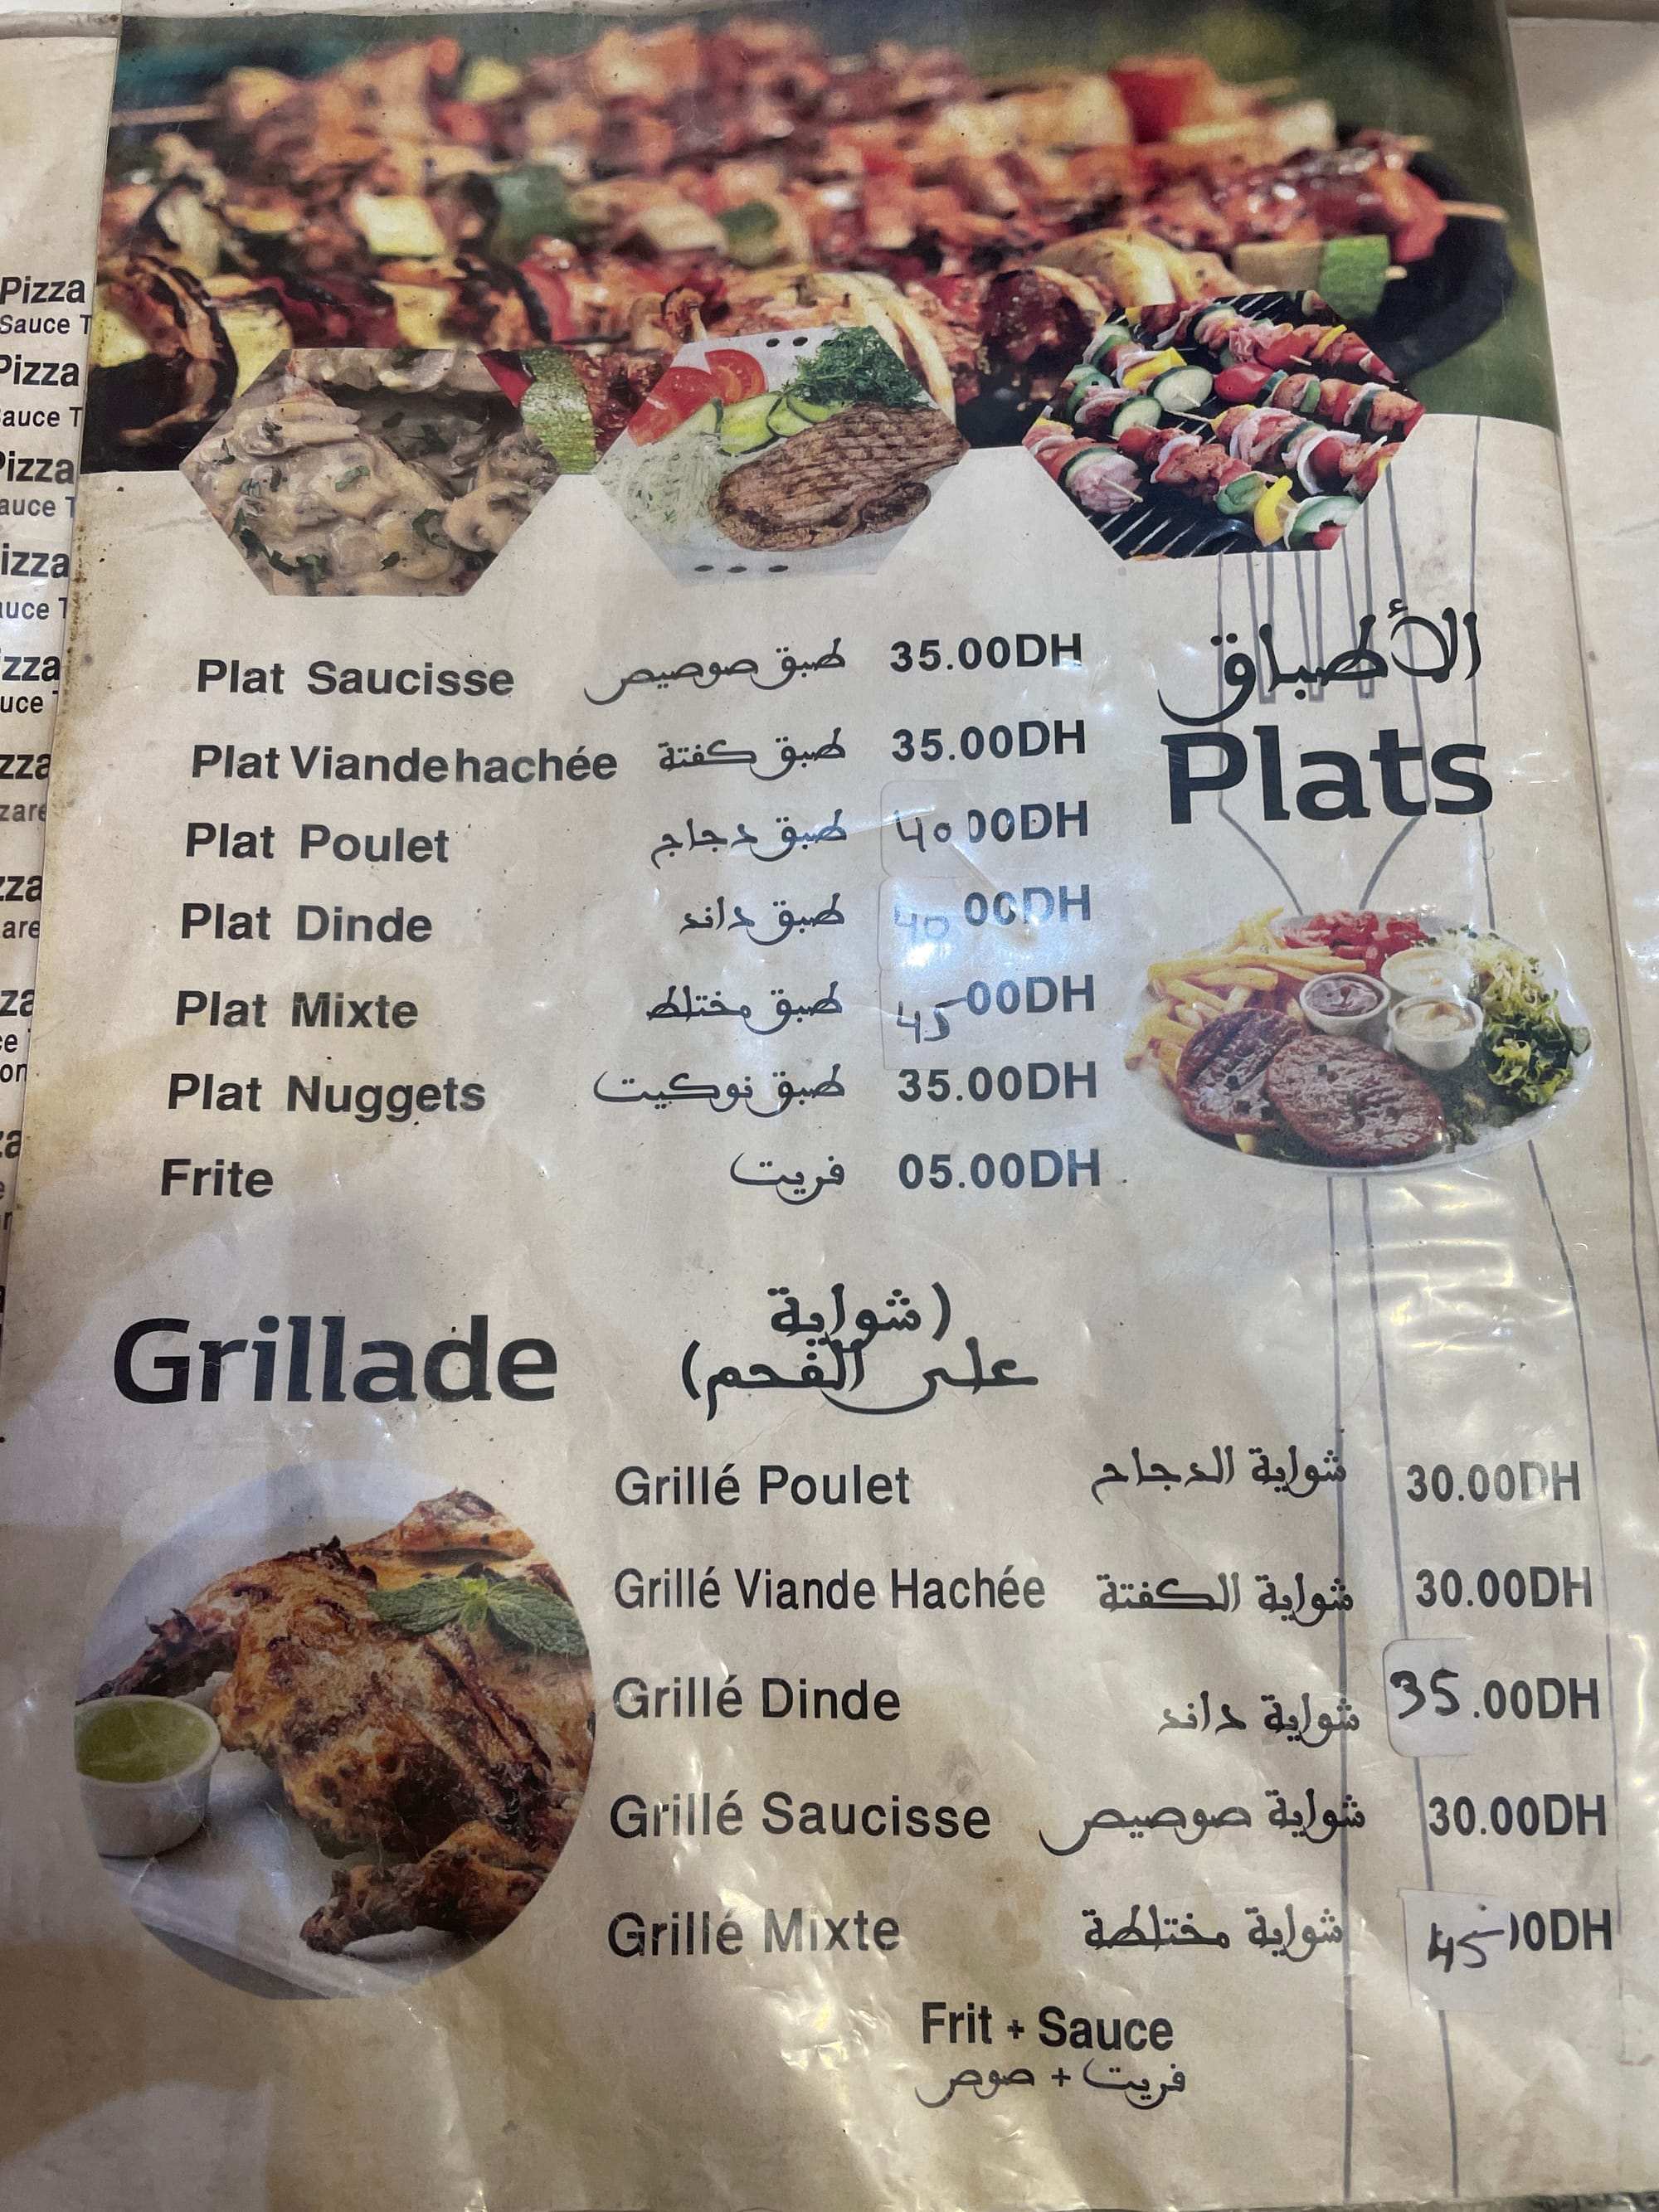 Pizza
Sauce T
Pizza
Pizza
الأطباق
Plats
Plat Saucisse طبق صوصيص 35.00DH
Plat Viande hachée طبق كفتة 35.00DH
Plat Poulet طبق دجاج 40 00DH
Plat Dinde طبق داند 40 00DH
Plat Mixte طبق مختلط 45 00DH
Plat Nuggets طبق نوكيت 35.00DH
Frite فريت 05.00DH
Grillade
(شواية
على الفحم)
Grillé Poulet شواية الدجاج 30.00DH
Grillé Viande Hachée شواية الكفتة 30.00DH
Grillé Dinde شواية داند 35.00DH
Grillé Saucisse شواية صوصيص 30.00DH
Grillé Mixte شواية مختلطة 45 0DH
Frit + Sauce
فريت + صوص